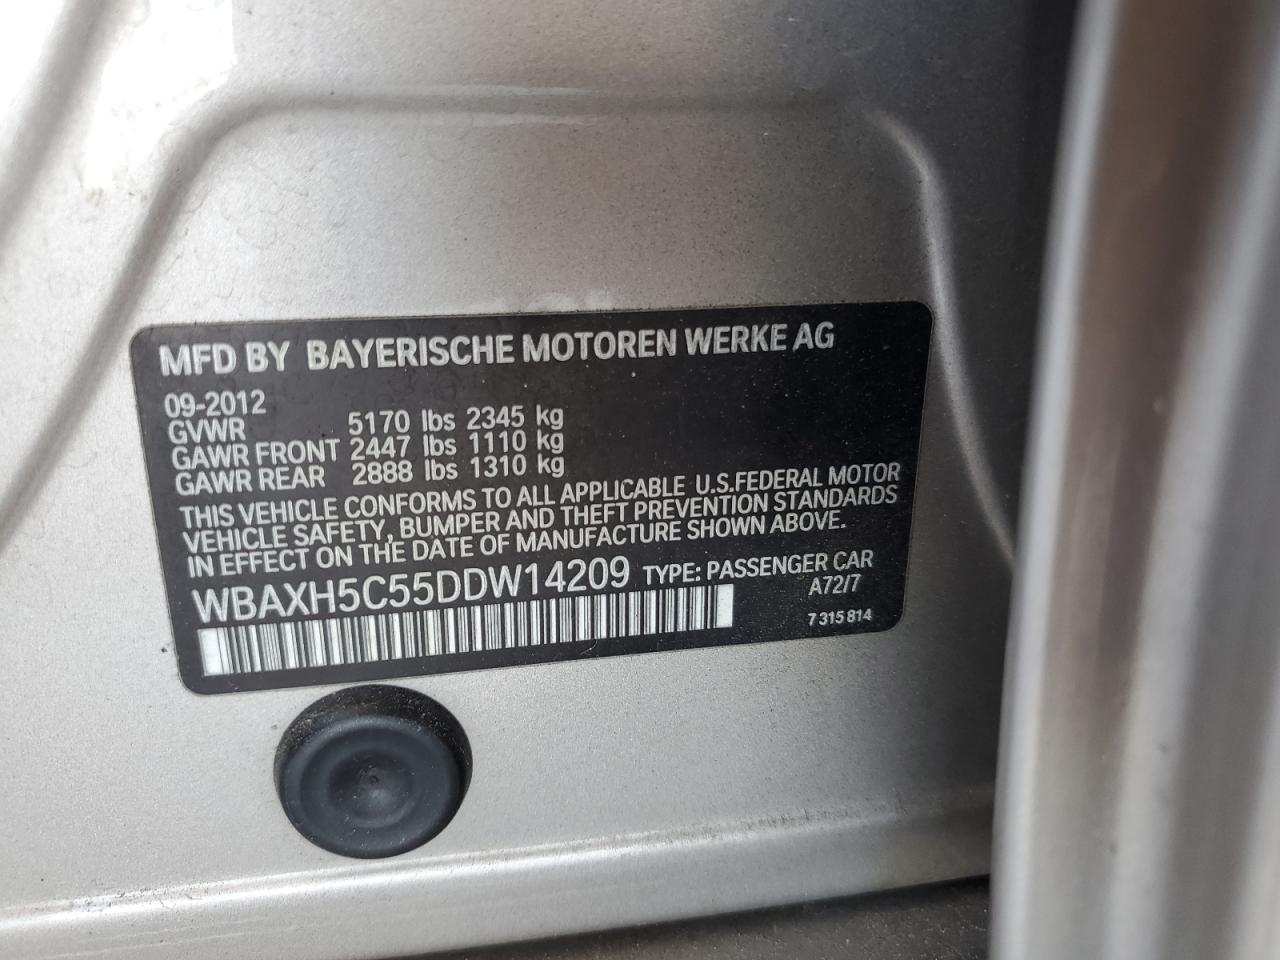 MFD BY BAYERISCHE MOTOREN WERKE AG
09-2012
GVWR 5170 lbs 2345 kg
GAWR FRONT 2447 lbs 1110 kg
GAWR REAR 2888 lbs 1310 kg
THIS VEHICLE CONFORMS TO ALL APPLICABLE U.S.FEDERAL MOTOR
VEHICLE SAFETY, BUMPER AND THEFT PREVENTION STANDARDS
IN EFFECT ON THE DATE OF MANUFACTURE SHOWN ABOVE.
WBAXH5C55DDW14209 TYPE: PASSENGER CAR
A72/7
7 315 814